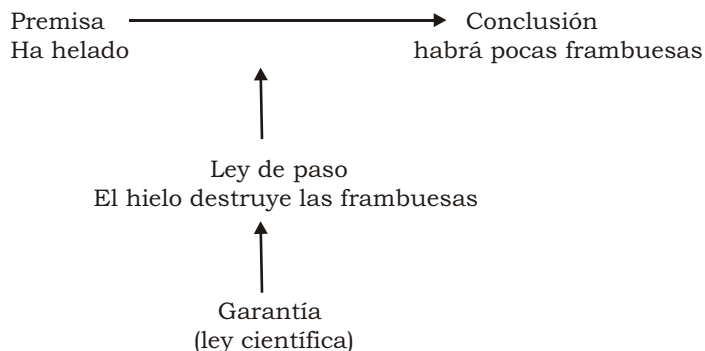 Premisa
Conclusión
Ha helado
habrá pocas frambuesas
Ley de paso
El hielo destruye las frambuesas
Garantía
(ley científica)